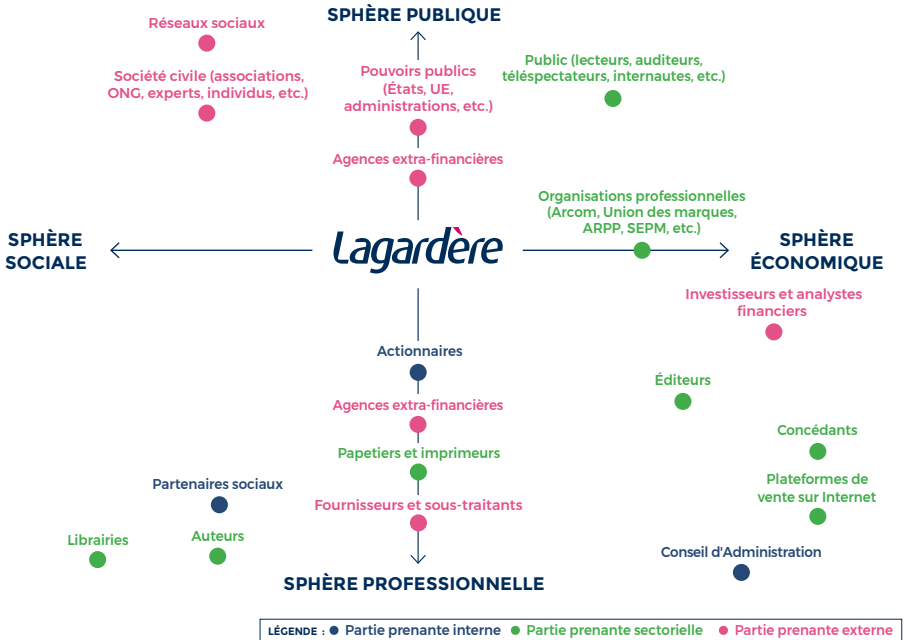 SPHÈRE PUBLIQUE
Réseaux sociaux
Société civile (associations,
ONG, experts, individus, etc.)
Pouvoirs publics
(États, UE,
administrations, etc.)
Public (lecteurs, auditeurs,
téléspectateurs, internautes, etc.)
Agences extra-financières
Organisations professionnelles
(Arcom, Union des marques,
ARPP, SEPM, etc.)
SPHÈRE
SOCIALE
Lagardère
SPHÈRE
ÉCONOMIQUE
Investisseurs et analystes
financiers
Actionnaires
Éditeurs
Agences extra-financières
Concédants
Papetiers et imprimeurs
Plateformes de
vente sur Internet
Partenaires sociaux
Fournisseurs et sous-traitants
Librairies
Auteurs
Conseil d'Administration
SPHÈRE PROFESSIONNELLE
LÉGENDE : Partie prenante interne Partie prenante sectorielle Partie prenante externe